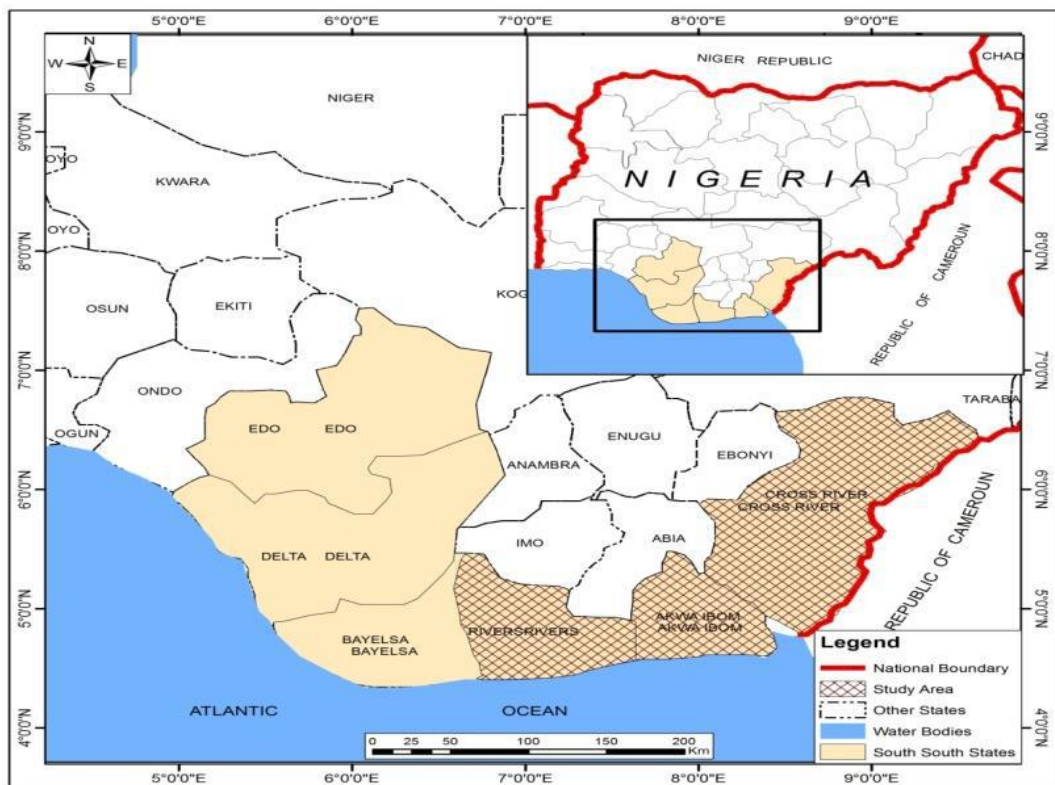 5°0'0"E 6°0'0"E 7°0'0"E 8°0'0"E 9°0'0"E
N
W E
S
NIGER REPUBLIC
CHAD
NIGER
9°0'0"N
9°0'0"N
OYO
KWARA
NIGERIA
OYO
8°0'0"N
8°0'0"N
OSUN
EKITI
KOG
REPUBLIC OF CAMEROUN
7°0'0"N
7°0'0"N
ONDO
TARABA
OGUN
EDO EDO
ENUGU
ANAMBRA
EBONYI
6°0'0"N
6°0'0"N
CROSS RIVER
CROSS RIVER
DELTA DELTA
IMO
ABIA
REPUBLIC OF CAMEROUN
5°0'0"N
5°0'0"N
AKWA IBOM
AKWA IBOM
RIVERSRIVERS
BAYELSA
BAYELSA
Legend
National Boundary
Study Area
Other States
Water Bodies
South South States
ATLANTIC OCEAN
4°0'0"N
4°0'0"N
0 25 50 100 150 200
Km
5°0'0"E 6°0'0"E 7°0'0"E 8°0'0"E 9°0'0"E